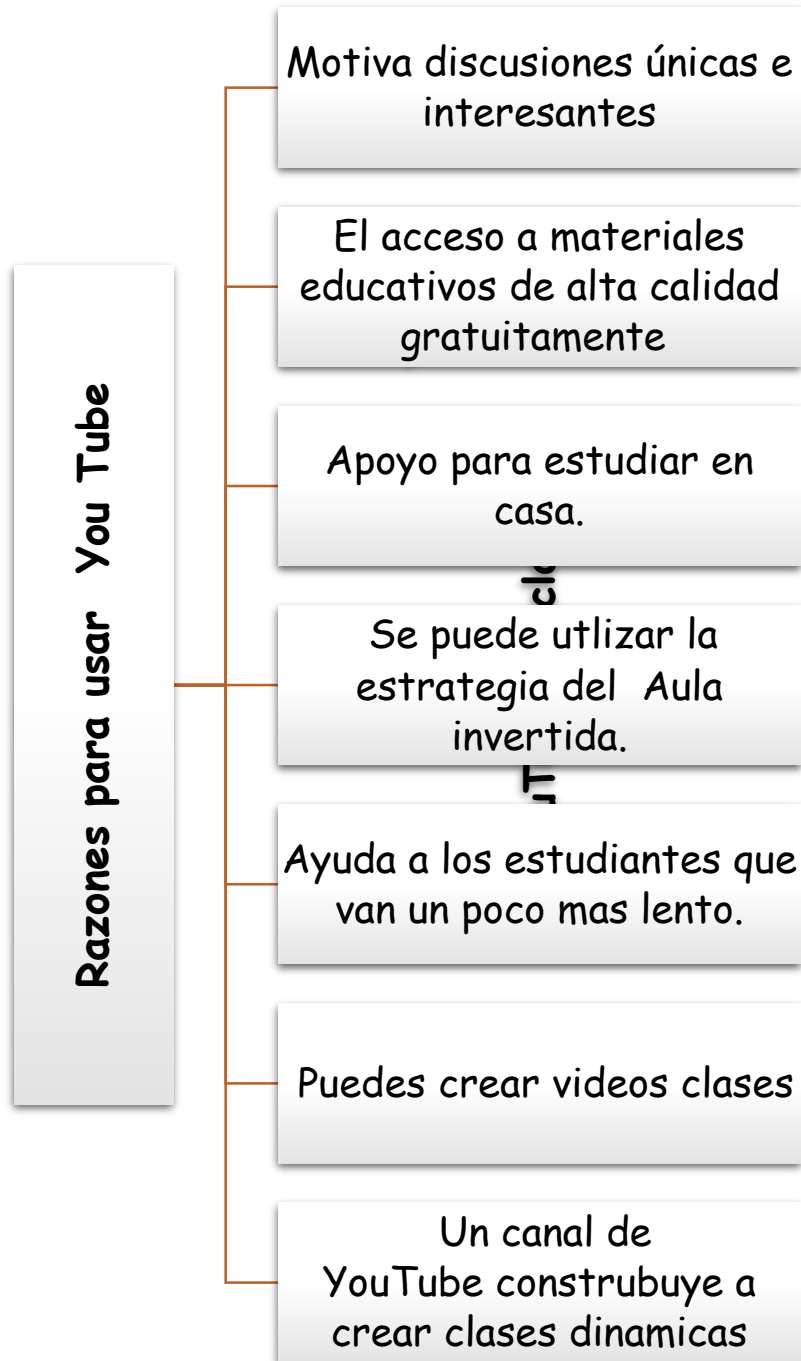 Razones para usar You Tube
Motiva discusiones únicas e
interesantes
El acceso a materiales
educativos de alta calidad
gratuitamente
Apoyo para estudiar en
casa.
Se puede utlizar la
estrategia del Aula
invertida.
Ayuda a los estudiantes que
van un poco mas lento.
Puedes crear videos clases
Un canal de
YouTube construbuye a
crear clases dinamicas